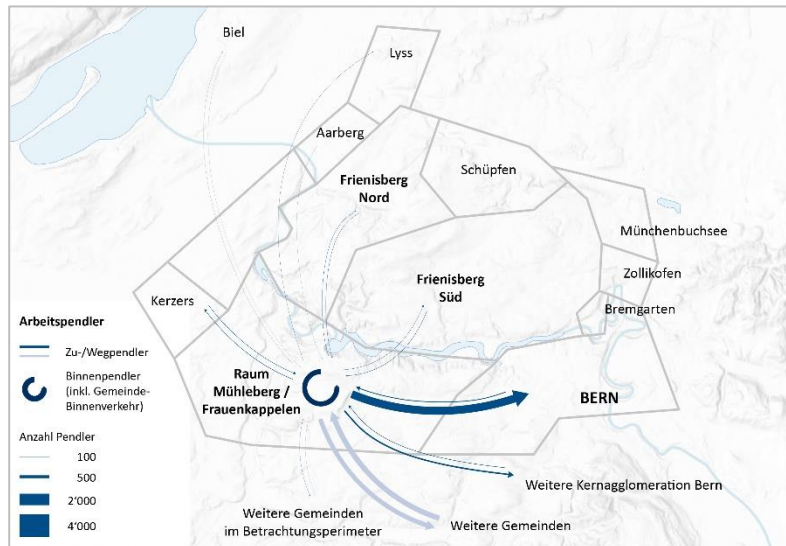 Biel
Lyss
Aarberg
Schüpfen
Frienisberg
Nord
Münchenbuchsee
Zollikofen
Frienisberg
Süd
Kerzers
Bremgarten
Arbeitspendler
Zu-/Wegpendler
Binnenpendler
(inkl. Gemeinde-
Binnenverkehr)
Anzahl Pendler
100
500
2'000
4'000
Raum
Mühleberg /
Frauenkappelen
BERN
Weitere Kernagglomeration Bern
Weitere Gemeinden
im Betrachtungsperimeter
Weitere Gemeinden